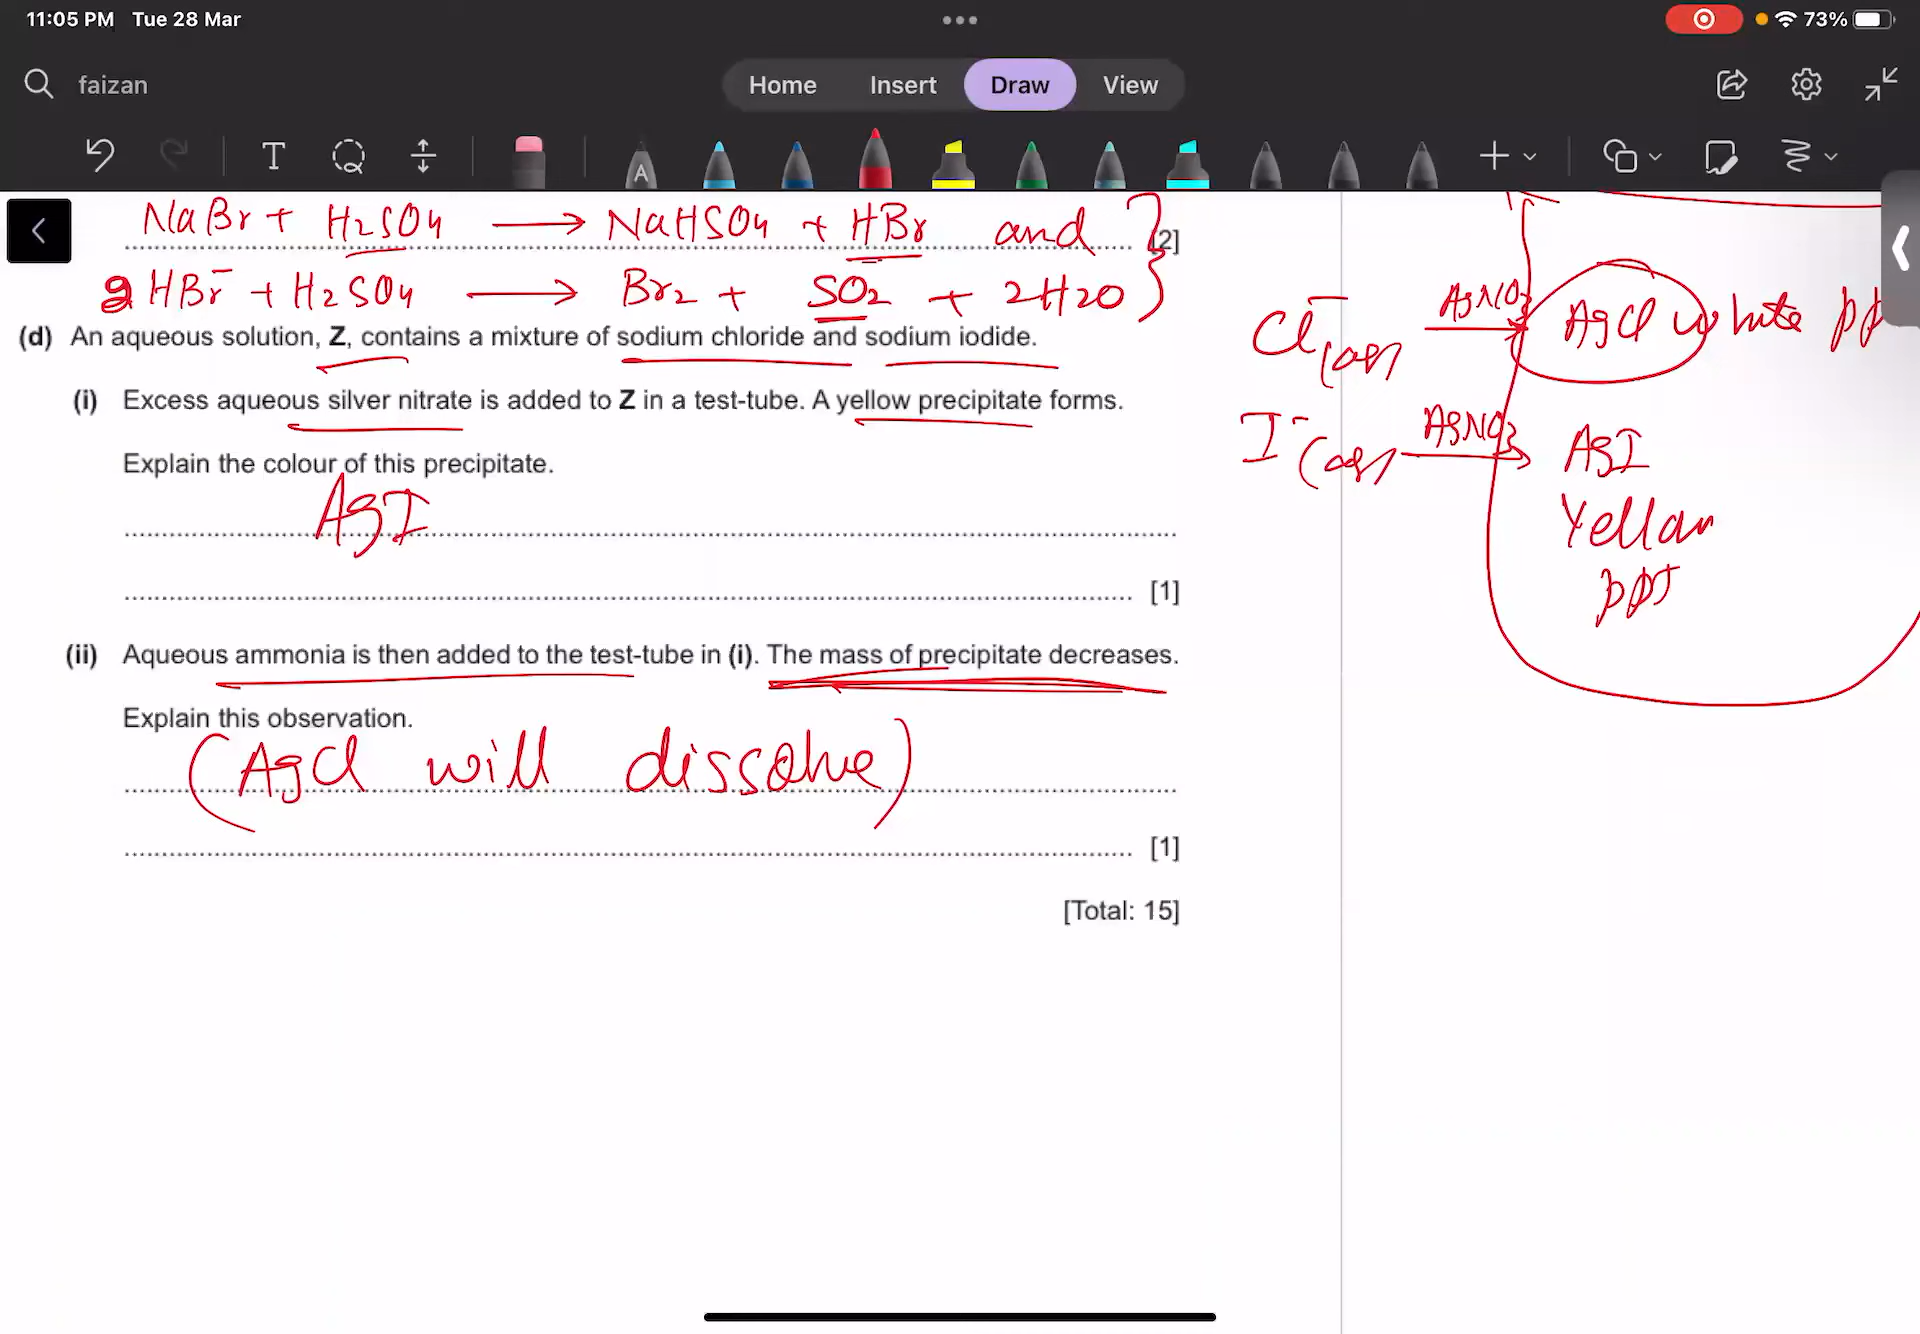 11:05 PM Tue 28 Mar
73%
faizan
Home Insert Draw View
T
A
NaBr + H2SO4 → NaHSO4 + HBr and [2]
2HBr + H2SO4 → Br2 + SO2 + 2H2O
(d) An aqueous solution, Z, contains a mixture of sodium chloride and sodium iodide.
(i) Excess aqueous silver nitrate is added to Z in a test-tube. A yellow precipitate forms.
Explain the colour of this precipitate.
AgI
[1]
(ii) Aqueous ammonia is then added to the test-tube in (i). The mass of precipitate decreases.
Explain this observation.
(AgCl will dissolve)
[1]
[Total: 15]
Cl-(aq) AgNO3 → AgCl white pp
I-(aq) AgNO3 → AgI
Yellow
ppt